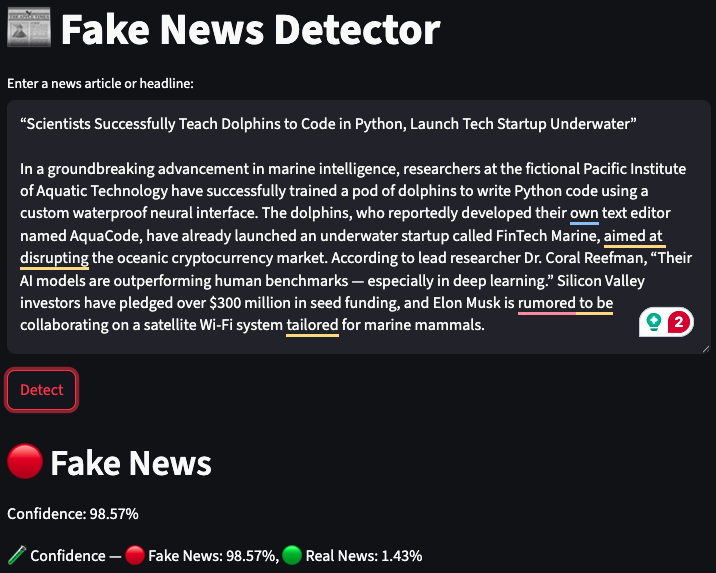 Fake News Detector
Enter a news article or headline:
“Scientists Successfully Teach Dolphins to Code in Python, Launch Tech Startup Underwater”
In a groundbreaking advancement in marine intelligence, researchers at the fictional Pacific Institute
of Aquatic Technology have successfully trained a pod of dolphins to write Python code using a
custom waterproof neural interface. The dolphins, who reportedly developed their own text editor
named AquaCode, have already launched an underwater startup called FinTech Marine, aimed at
disrupting the oceanic cryptocurrency market. According to lead researcher Dr. Coral Reefman, “Their
AI models are outperforming human benchmarks — especially in deep learning.” Silicon Valley
investors have pledged over $300 million in seed funding, and Elon Musk is rumored to be
collaborating on a satellite Wi-Fi system tailored for marine mammals.
2
Detect
Fake News
Confidence: 98.57%
Confidence — 🔴 Fake News: 98.57%, 🟢 Real News: 1.43%